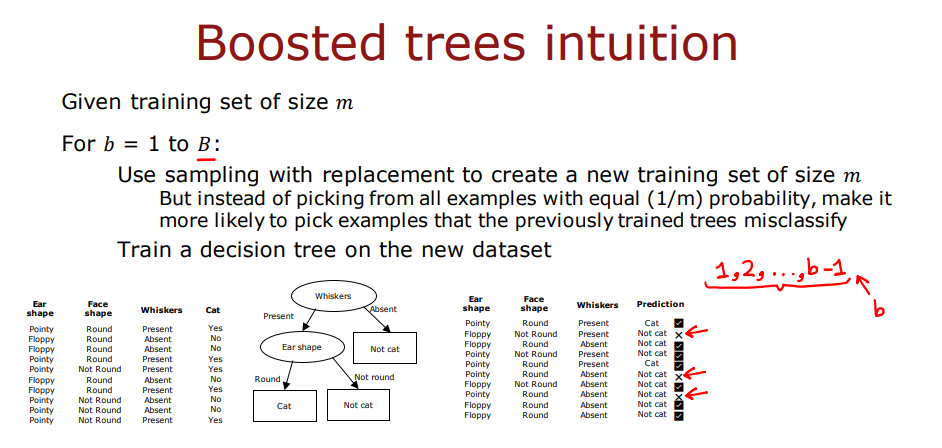 Boosted trees intuition
Given training set of size m
For b = 1 to B:
Use sampling with replacement to create a new training set of size m
But instead of picking from all examples with equal (1/m) probability, make it
more likely to pick examples that the previously trained trees misclassify
Train a decision tree on the new dataset
1,2,...,b-1
b
Ear shape Face shape Whiskers Cat
Pointy Round Present Yes
Floppy Round Absent No
Floppy Round Absent No
Pointy Round Present Yes
Pointy Not Round Present Yes
Floppy Round Absent No
Floppy Round Present Yes
Pointy Not Round Absent No
Pointy Not Round Absent No
Pointy Not Round Present Yes
Whiskers
Present Absent
Ear shape Not cat
Round Not round
Cat Not cat
Ear shape Face shape Whiskers Prediction
Pointy Round Present Cat
Floppy Not Round Present Not cat
Floppy Round Absent Not cat
Pointy Not Round Present Not cat
Pointy Round Present Cat
Pointy Round Absent Not cat
Floppy Not Round Absent Not cat
Pointy Round Absent Not cat
Floppy Round Absent Not cat
Floppy Round Absent Not cat